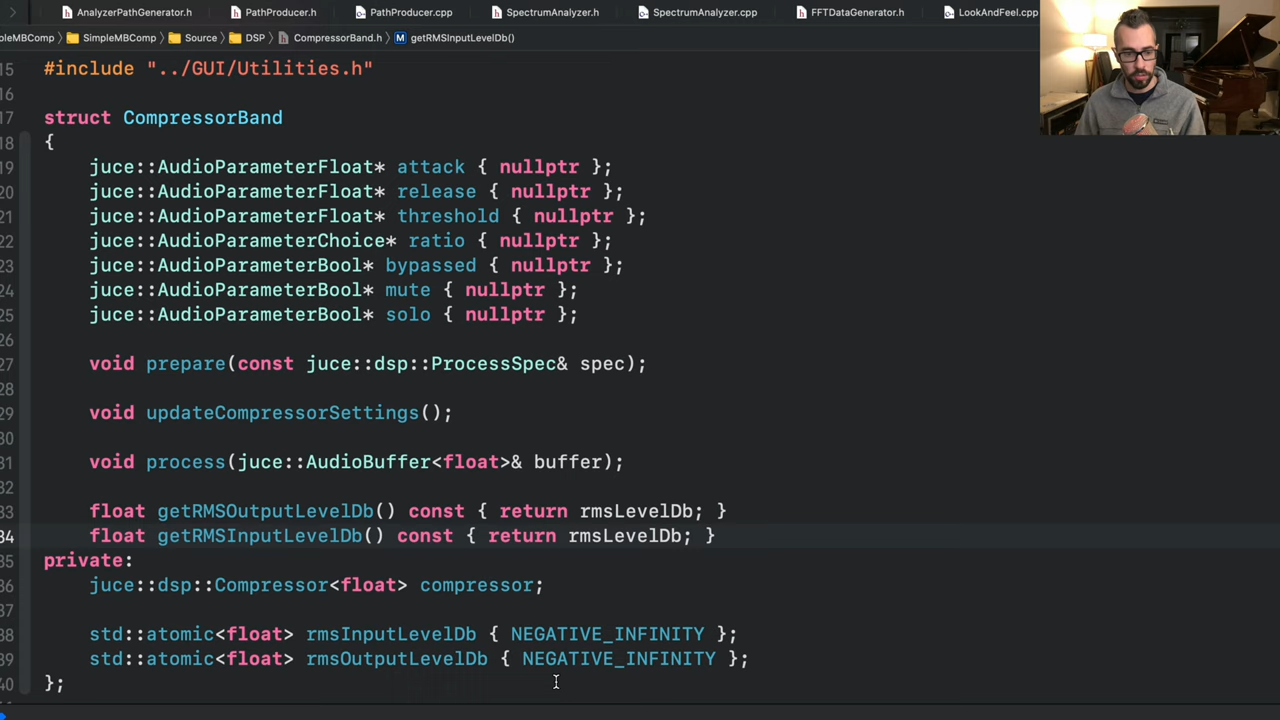 AnalyzerPathGenerator.h PathProducer.h PathProducer.cpp SpectrumAnalyzer.h SpectrumAnalyzer.cpp FFTDataGenerator.h LookAndFeel.cpp
pleMBComp SimpleMBComp Source DSP CompressorBand.h M getRMSInputLevelDb()
15 #include "../GUI/Utilities.h"
16
17 struct CompressorBand
18 {
19 juce::AudioParameterFloat* attack { nullptr };
20 juce::AudioParameterFloat* release { nullptr };
21 juce::AudioParameterFloat* threshold { nullptr };
22 juce::AudioParameterChoice* ratio { nullptr };
23 juce::AudioParameterBool* bypassed { nullptr };
24 juce::AudioParameterBool* mute { nullptr };
25 juce::AudioParameterBool* solo { nullptr };
26
27 void prepare(const juce::dsp::ProcessSpec& spec);
28
29 void updateCompressorSettings();
30
31 void process(juce::AudioBuffer<float>& buffer);
32
33 float getRMSOutputLevelDb() const { return rmsLevelDb; }
34 float getRMSInputLevelDb() const { return rmsLevelDb; }
35 private:
36 juce::dsp::Compressor<float> compressor;
37
38 std::atomic<float> rmsInputLevelDb { NEGATIVE_INFINITY };
39 std::atomic<float> rmsOutputLevelDb { NEGATIVE_INFINITY };
40 };